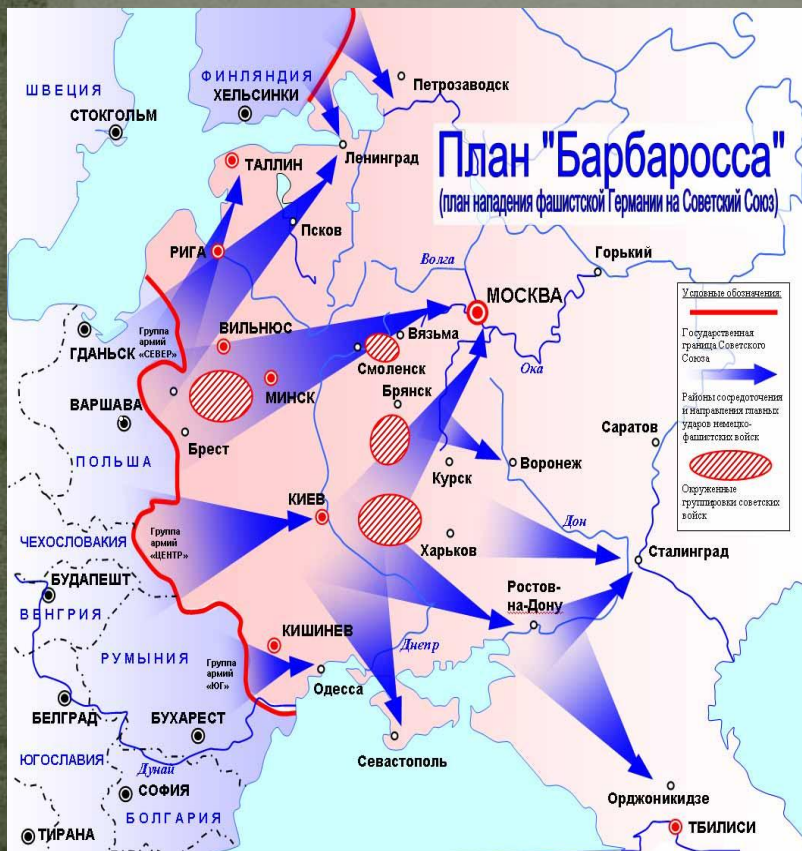 План "Барбаросса"
(план нападения фашистской Германии на Советский Союз)
ШВЕЦИЯ
ФИНЛЯНДИЯ
ХЕЛЬСИНКИ
СТОКГОЛЬМ
Петрозаводск
ТАЛЛИН
Ленинград
Псков
РИГА
Волга
Горький
МОСКВА
Группа
армий
«СЕВЕР»
ГДАНЬСК
ВИЛЬНЮС
Вязьма
Смоленск
Ока
МИНСК
Брянск
ВАРШАВА
Брест
ПОЛЬША
Саратов
Курск
Воронеж
КИЕВ
Дон
Группа
армий
«ЦЕНТР»
ЧЕХОСЛОВАКИЯ
Харьков
Сталинград
БУДАПЕШТ
ВЕНГРИЯ
Ростов-
на-Дону
КИШИНЕВ
Днепр
РУМЫНИЯ
Группа
армий
«ЮГ»
Одесса
БЕЛГРАД
БУХАРЕСТ
Севастополь
ЮГОСЛАВИЯ
Дунай
СОФИЯ
БОЛГАРИЯ
Орджоникидзе
ТИРАНА
ТБИЛИСИ
Условные обозначения:
Государственная
граница Советского
Союза
Районы сосредоточения
и направления главных
ударов немецко-
фашистских войск
Окруженные
группировки советских
войск